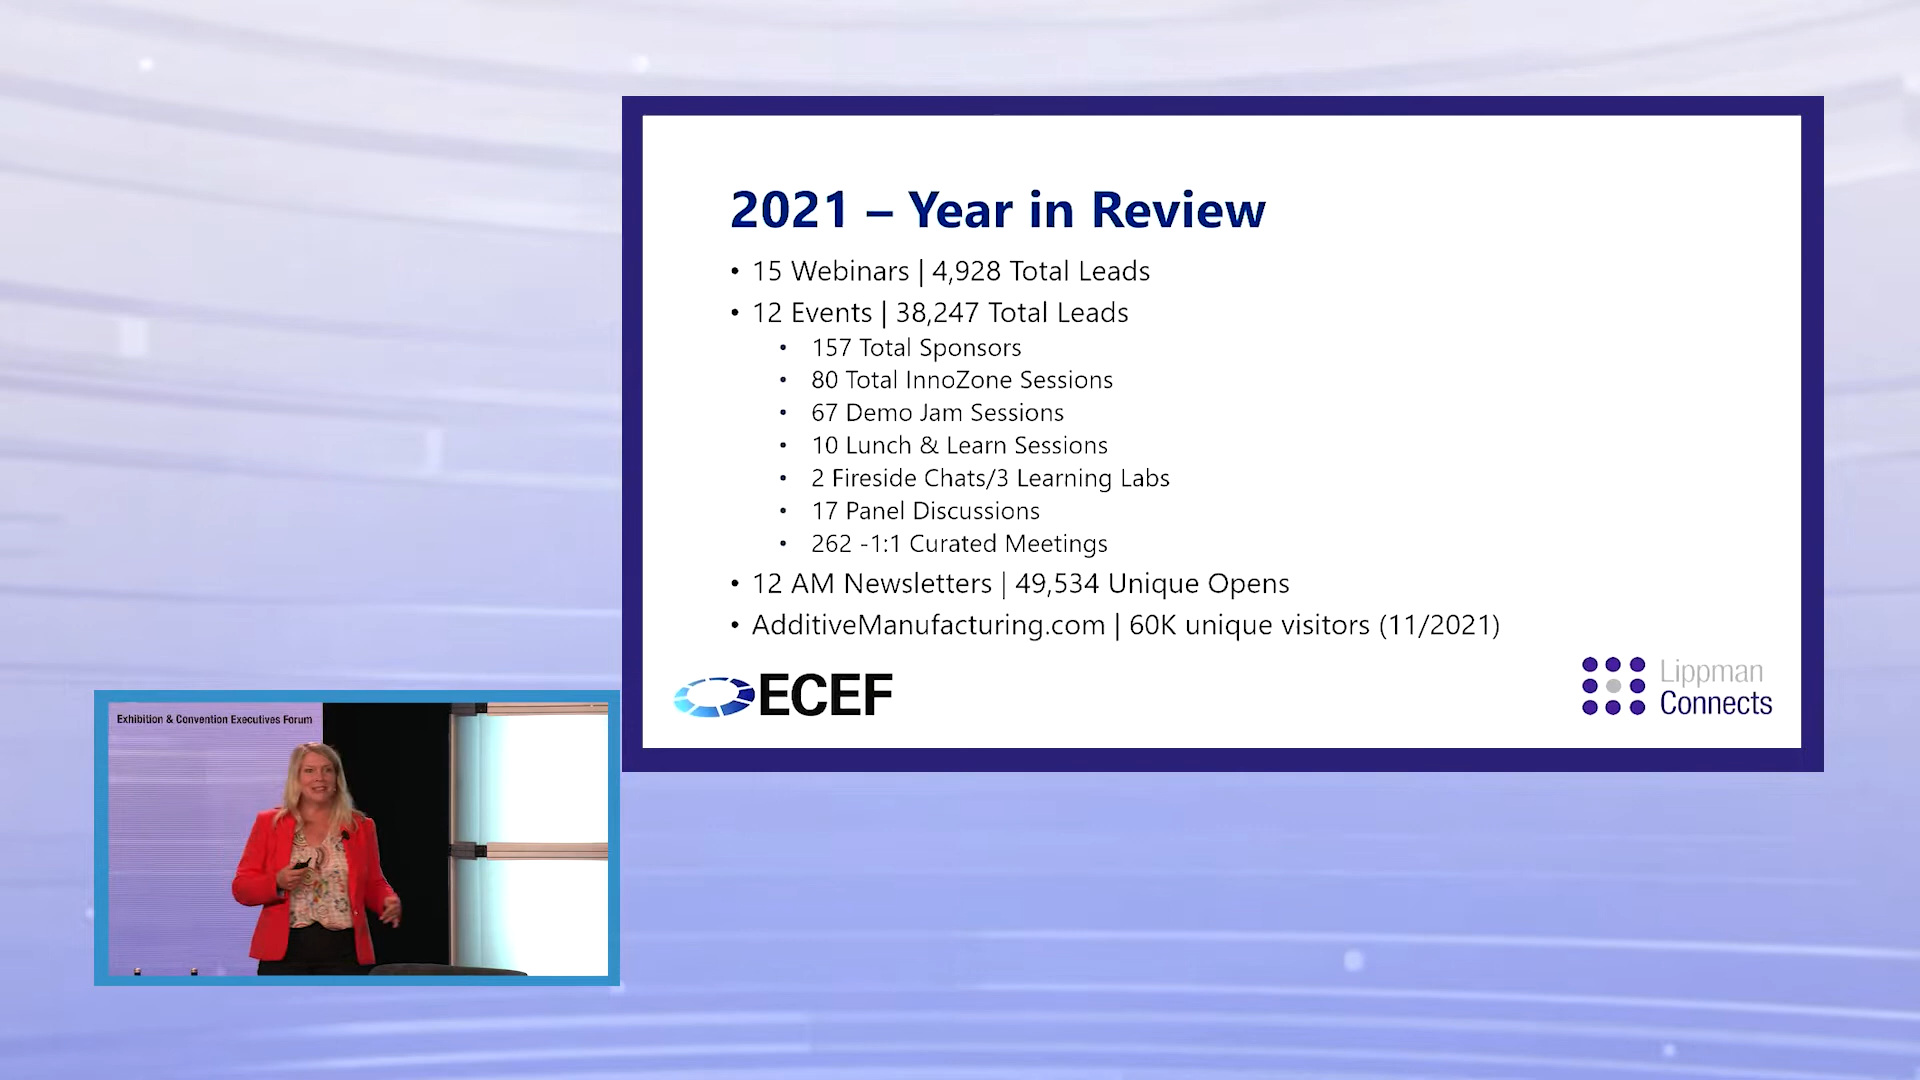 2021 – Year in Review
• 15 Webinars | 4,928 Total Leads
• 12 Events | 38,247 Total Leads
• 157 Total Sponsors
• 80 Total InnoZone Sessions
• 67 Demo Jam Sessions
• 10 Lunch & Learn Sessions
• 2 Fireside Chats/3 Learning Labs
• 17 Panel Discussions
• 262 -1:1 Curated Meetings
• 12 AM Newsletters | 49,534 Unique Opens
• AdditiveManufacturing.com | 60K unique visitors (11/2021)
ECEF
Lippman
Connects
Exhibition & Convention Executives Forum